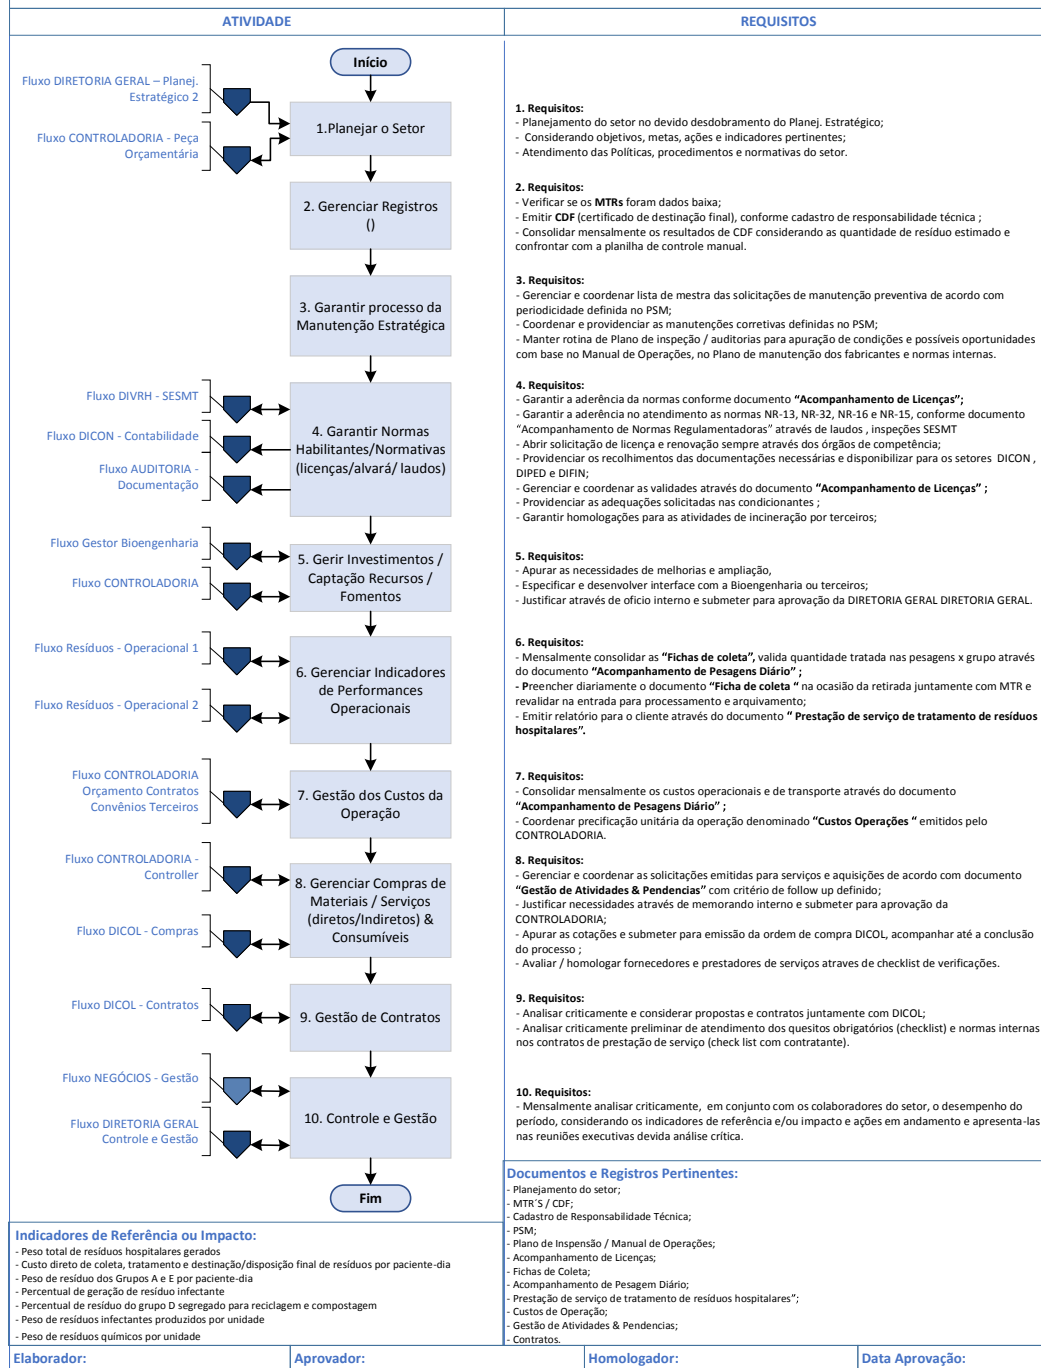 ATIVIDADE
REQUISITOS
Início
Fluxo DIRETORIA GERAL – Planej.
Estratégico 2
Fluxo CONTROLADORIA - Peça
Orçamentária
1.Planejar o Setor
1. Requisitos:
- Planejamento do setor no devido desdobramento do Planej. Estratégico;
- Considerando objetivos, metas, ações e indicadores pertinentes;
- Atendimento das Políticas, procedimentos e normativas do setor.
2. Gerenciar Registros
()
2. Requisitos:
- Verificar se os MTRs foram dados baixa;
- Emitir CDF (certificado de destinação final), conforme cadastro de responsabilidade técnica ;
- Consolidar mensalmente os resultados de CDF considerando as quantidade de resíduo estimado e
confrontar com a planilha de controle manual.
3. Garantir processo da
Manutenção Estratégica
3. Requisitos:
- Gerenciar e coordenar lista de mestra das solicitações de manutenção preventiva de acordo com
periodicidade definida no PSM;
- Coordenar e providenciar as manutenções corretivas definidas no PSM;
- Manter rotina de Plano de inspeção / auditorias para apuração de condições e possíveis oportunidades
com base no Manual de Operações, no Plano de manutenção dos fabricantes e normas internas.
Fluxo DIVRH - SESMT
Fluxo DICON - Contabilidade
Fluxo AUDITORIA -
Documentação
4. Garantir Normas
Habilitantes/Normativas
(licenças/alvará/ laudos)
4. Requisitos:
- Garantir a aderência da normas conforme documento “Acompanhamento de Licenças”;
- Garantir a aderência no atendimento as normas NR-13, NR-32, NR-16 e NR-15, conforme documento
“Acompanhamento de Normas Regulamentadoras” através de laudos , inspeções SESMT
- Abrir solicitação de licença e renovação sempre através dos órgãos de competência;
- Providenciar os recolhimentos das documentações necessárias e disponibilizar para os setores DICON ,
DIPED e DIFIN;
- Gerenciar e coordenar as validades através do documento “Acompanhamento de Licenças” ;
- Providenciar as adequações solicitadas nas condicionantes ;
- Garantir homologações para as atividades de incineração por terceiros;
Fluxo Gestor Bioengenharia
Fluxo CONTROLADORIA
5. Gerir Investimentos /
Captação Recursos /
Fomentos
5. Requisitos:
- Apurar as necessidades de melhorias e ampliação,
- Especificar e desenvolver interface com a Bioengenharia ou terceiros;
- Justificar através de oficio interno e submeter para aprovação da DIRETORIA GERAL DIRETORIA GERAL.
Fluxo Resíduos - Operacional 1
Fluxo Resíduos - Operacional 2
6. Gerenciar Indicadores
de Performances
Operacionais
6. Requisitos:
- Mensalmente consolidar as “Fichas de coleta”, valida quantidade tratada nas pesagens x grupo através
do documento “Acompanhamento de Pesagens Diário” ;
- Preencher diariamente o documento “Ficha de coleta “ na ocasião da retirada juntamente com MTR e
revalidar na entrada para processamento e arquivamento;
- Emitir relatório para o cliente através do documento “ Prestação de serviço de tratamento de resíduos
hospitalares”.
Fluxo CONTROLADORIA
Orçamento Contratos
Convênios Terceiros
7. Gestão dos Custos da
Operação
7. Requisitos:
- Consolidar mensalmente os custos operacionais e de transporte através do documento
“Acompanhamento de Pesagens Diário” ;
- Coordenar precificação unitária da operação denominado “Custos Operações “ emitidos pelo
CONTROLADORIA.
Fluxo CONTROLADORIA -
Controller
Fluxo DICOL - Compras
8. Gerenciar Compras de
Materiais / Serviços
(diretos/Indiretos) &
Consumíveis
8. Requisitos:
- Gerenciar e coordenar as solicitações emitidas para serviços e aquisições de acordo com documento
“Gestão de Atividades & Pendencias” com critério de follow up definido;
- Justificar necessidades através de memorando interno e submeter para aprovação da
CONTROLADORIA;
- Apurar as cotações e submeter para emissão da ordem de compra DICOL, acompanhar até a conclusão
do processo ;
- Avaliar / homologar fornecedores e prestadores de serviços atraves de checklist de verificações.
Fluxo DICOL - Contratos
9. Gestão de Contratos
9. Requisitos:
- Analisar criticamente e considerar propostas e contratos juntamente com DICOL;
- Analisar criticamente preliminar de atendimento dos quesitos obrigatórios (checklist) e normas internas
nos contratos de prestação de serviço (check list com contratante).
Fluxo NEGÓCIOS - Gestão
Fluxo DIRETORIA GERAL
Controle e Gestão
10. Controle e Gestão
10. Requisitos:
- Mensalmente analisar criticamente, em conjunto com os colaboradores do setor, o desempenho do
período, considerando os indicadores de referência e/ou impacto e ações em andamento e apresenta-las
nas reuniões executivas devida análise crítica.
Fim
Indicadores de Referência ou Impacto:
- Peso total de resíduos hospitalares gerados
- Custo direto de coleta, tratamento e destinação/disposição final de resíduos por paciente-dia
- Peso de resíduo dos Grupos A e E por paciente-dia
- Percentual de geração de resíduo infectante
- Percentual de resíduo do grupo D segregado para reciclagem e compostagem
- Peso de resíduos infectantes produzidos por unidade
- Peso de resíduos químicos por unidade
Documentos e Registros Pertinentes:
- Planejamento do setor;
- MTR´S / CDF;
- Cadastro de Responsabilidade Técnica;
- PSM;
- Plano de Inspensão / Manual de Operações;
- Acompanhamento de Licenças;
- Fichas de Coleta;
- Acompanhamento de Pesagem Diário;
- Prestação de serviço de tratamento de resíduos hospitalares”;
- Custos de Operação;
- Gestão de Atividades & Pendencias;
- Contratos.
Elaborador:
Aprovador:
Homologador:
Data Aprovação: